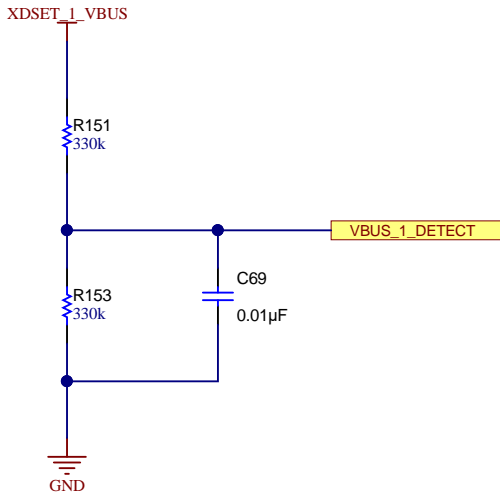 XDSET_1_VBUS
R151
330k
VBUS_1_DETECT
C69
0.01µF
R153
330k
GND